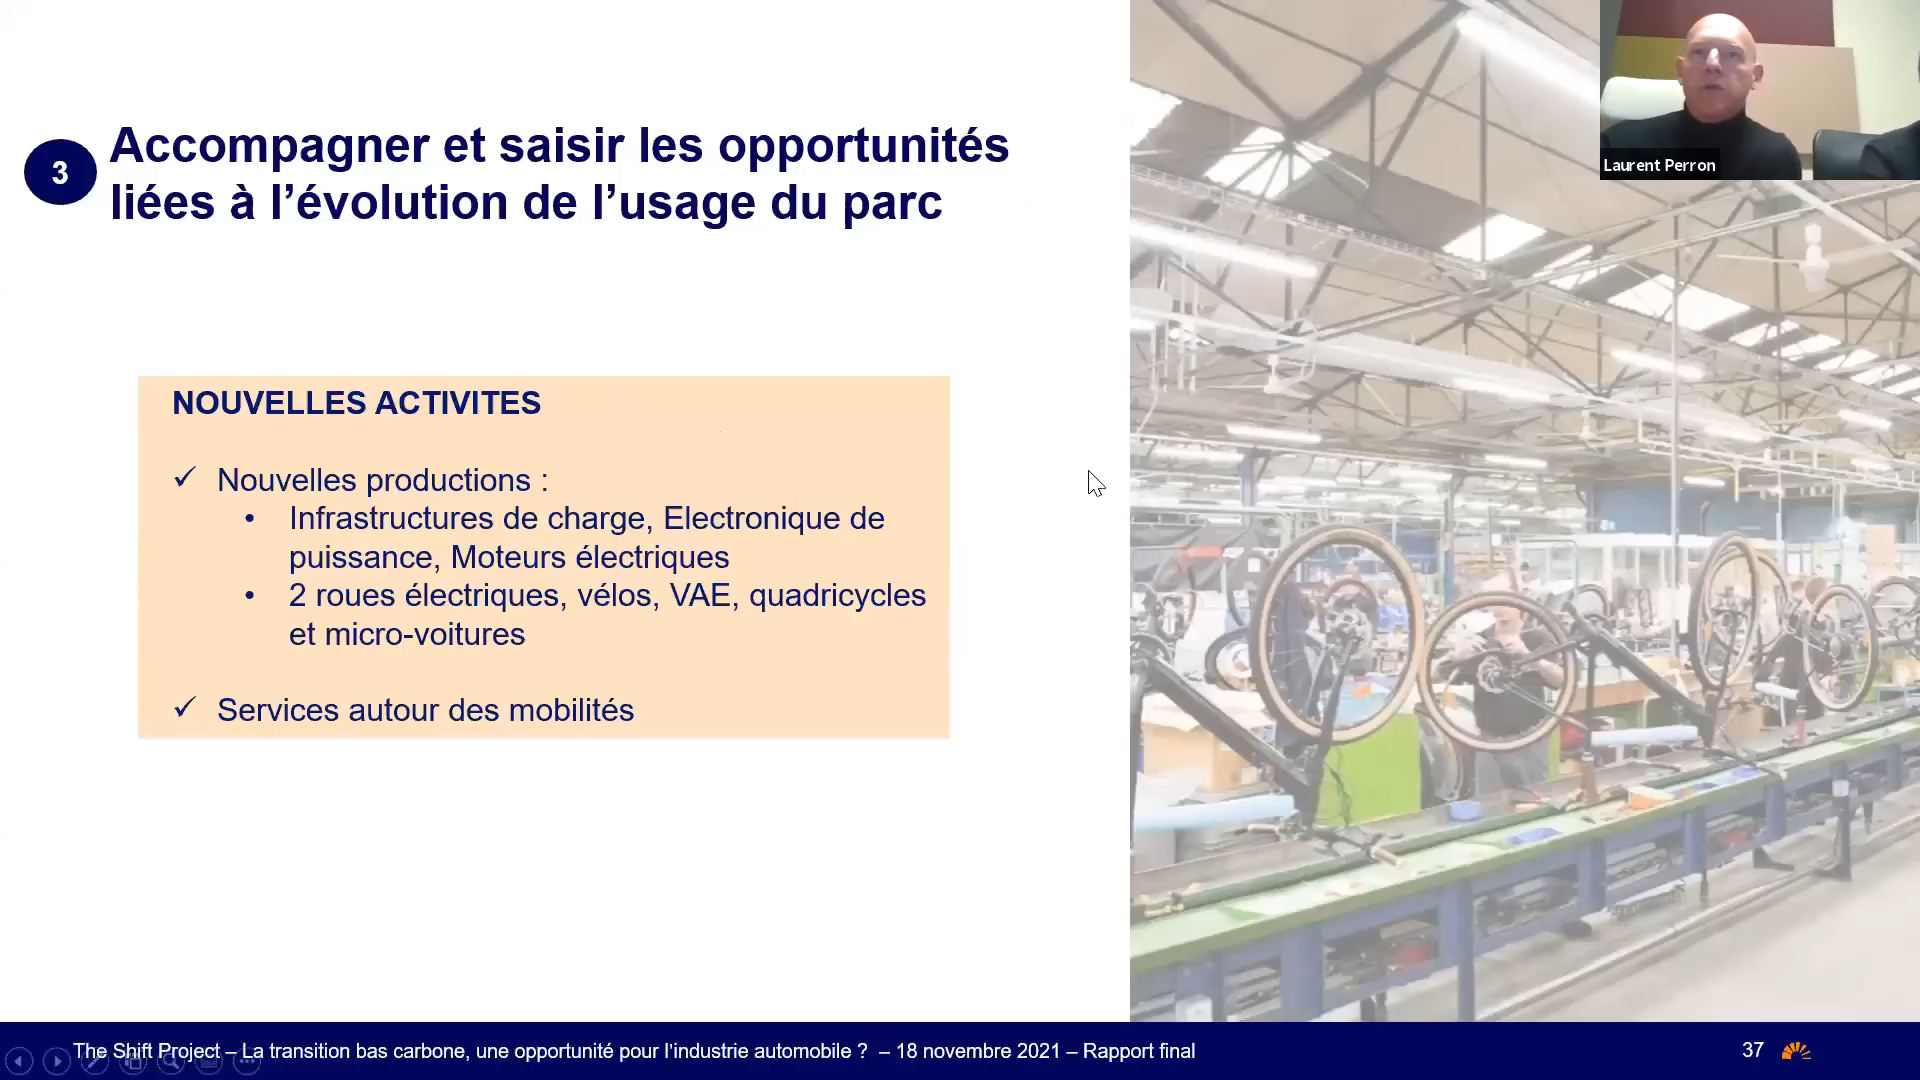 3
Accompagner et saisir les opportunités
liées à l’évolution de l’usage du parc
Laurent Perron
NOUVELLES ACTIVITES
✓ Nouvelles productions :
• Infrastructures de charge, Electronique de
puissance, Moteurs électriques
• 2 roues électriques, vélos, VAE, quadricycles
et micro-voitures
✓ Services autour des mobilités
The Shift Project – La transition bas carbone, une opportunité pour l’industrie automobile ? – 18 novembre 2021 – Rapport final
37